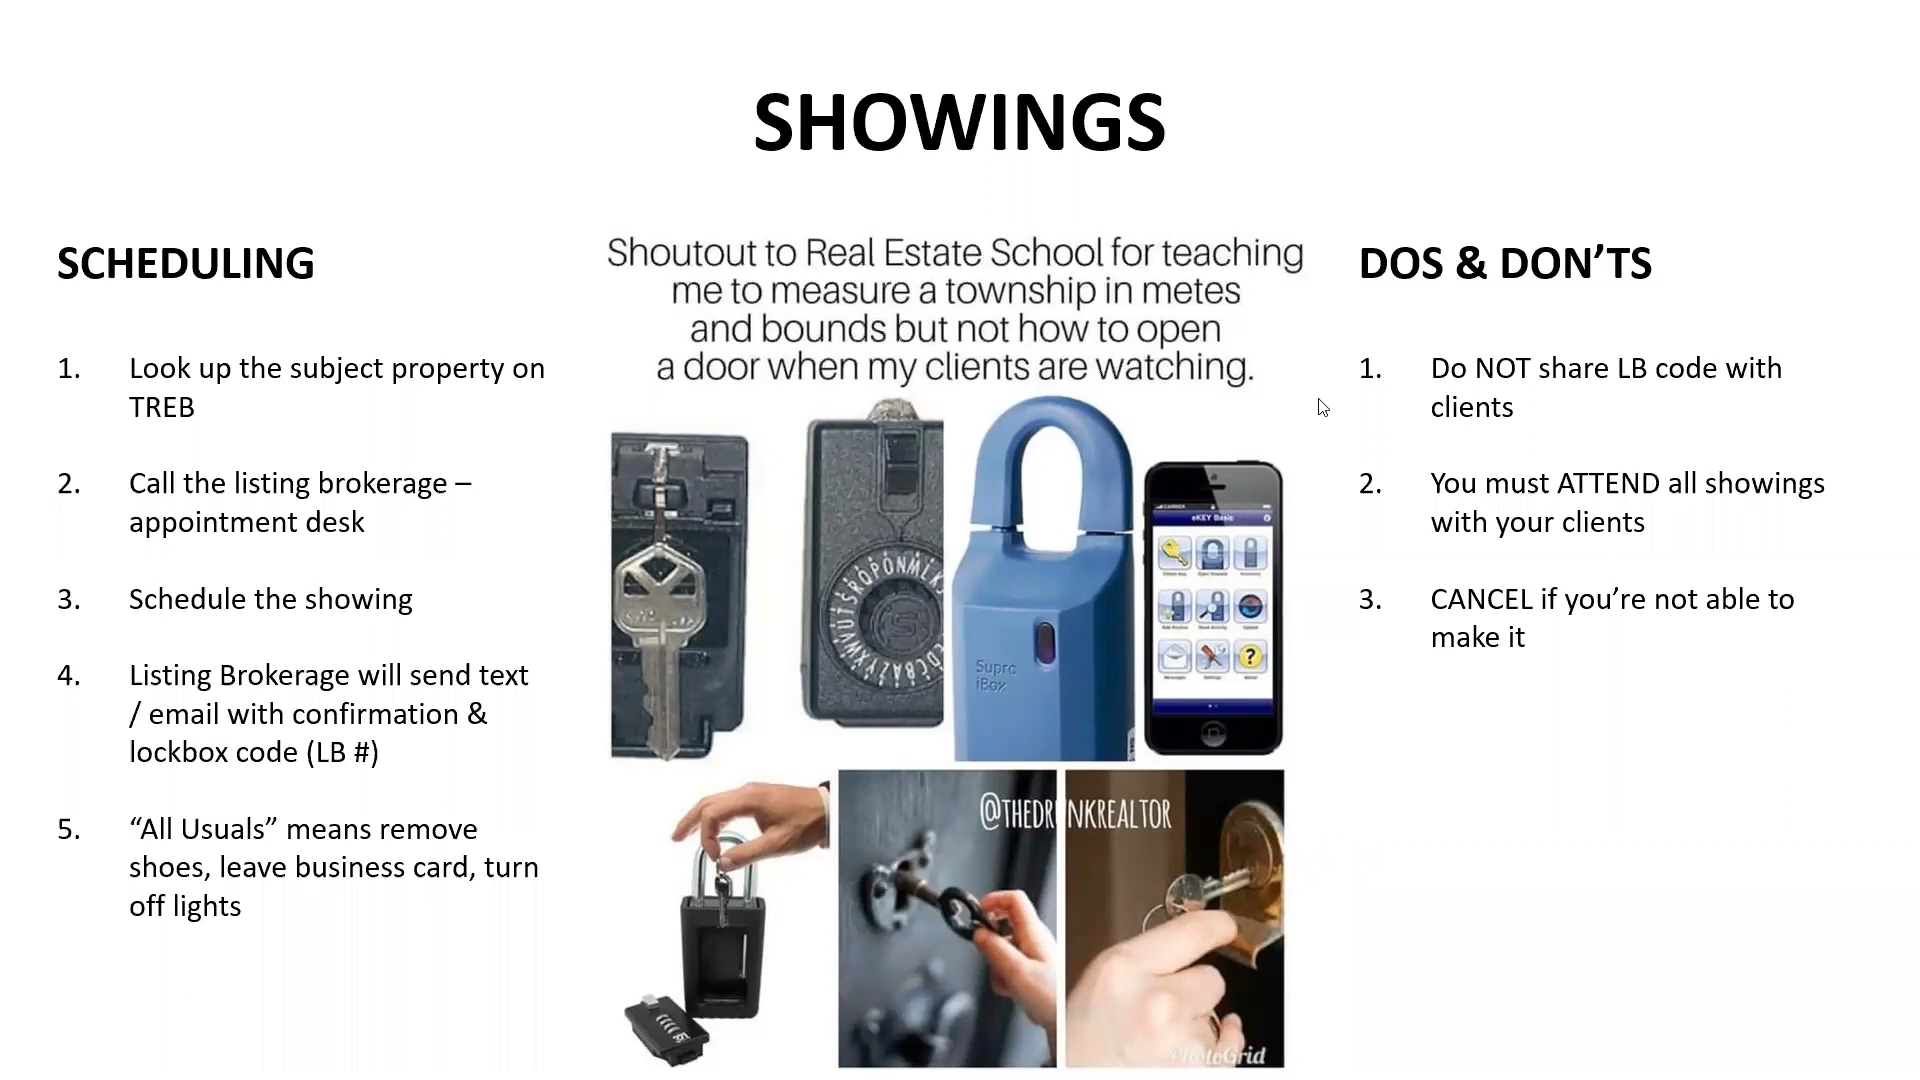 SHOWINGS
SCHEDULING
1. Look up the subject property on
TREB
2. Call the listing brokerage –
appointment desk
3. Schedule the showing
4. Listing Brokerage will send text
/ email with confirmation &
lockbox code (LB #)
5. “All Usuals” means remove
shoes, leave business card, turn
off lights
Shoutout to Real Estate School for teaching
me to measure a township in metes
and bounds but not how to open
a door when my clients are watching.
eKEY Basic
Supra
iBox
@THEDRUNKREALTOR
PhotoGrid
DOS & DON’TS
1. Do NOT share LB code with
clients
2. You must ATTEND all showings
with your clients
3. CANCEL if you’re not able to
make it